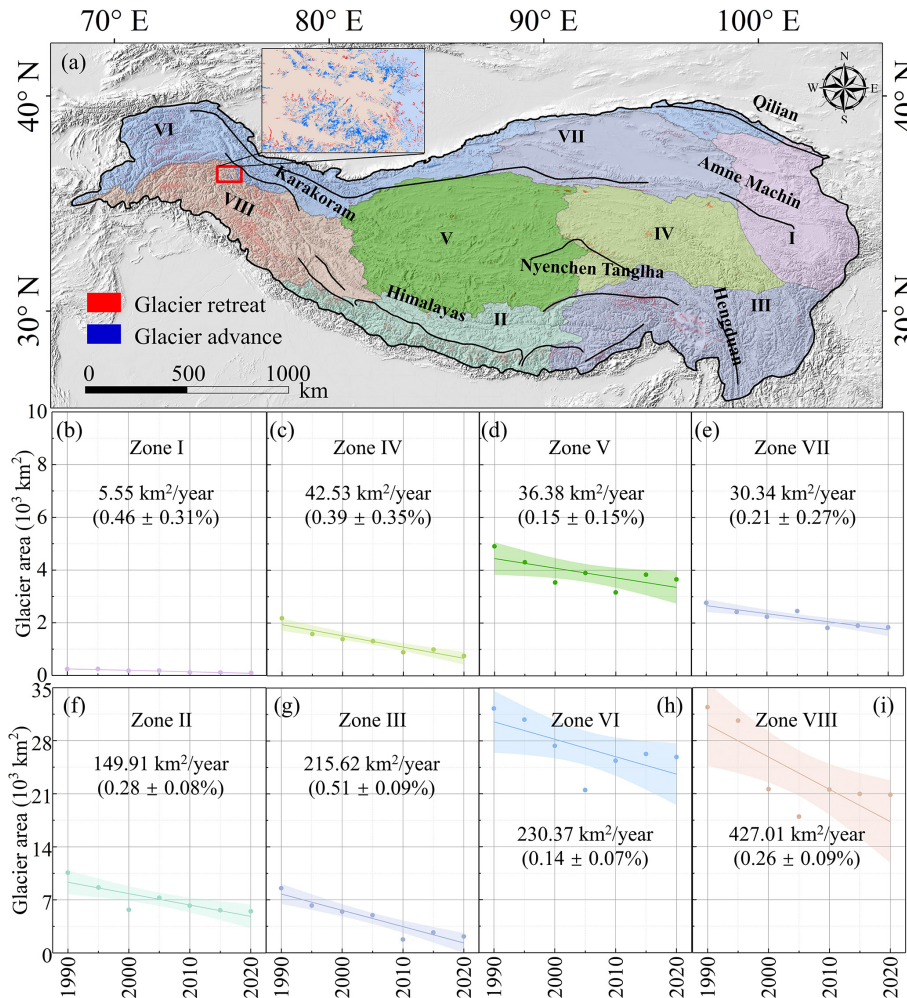 70° E 80° E 90° E 100° E
(a)
N
W E
S
40° N
40° N
30° N
30° N
Qilian
VI
VII
Amne Machin
Karakoram
VIII
V
IV
I
Nyenchen Tanglha
Himalayas
II
III
Hengduan
Glacier retreat
Glacier advance
0 500 1000
km
Glacier area (10³ km²)
10
8
6
4
2
0
(b)
Zone I
5.55 km²/year
(0.46 ± 0.31%)
(c)
Zone IV
42.53 km²/year
(0.39 ± 0.35%)
(d)
Zone V
36.38 km²/year
(0.15 ± 0.15%)
(e)
Zone VII
30.34 km²/year
(0.21 ± 0.27%)
Glacier area (10³ km²)
35
28
21
14
7
0
(f)
Zone II
149.91 km²/year
(0.28 ± 0.08%)
(g)
Zone III
215.62 km²/year
(0.51 ± 0.09%)
(h)
Zone VI
230.37 km²/year
(0.14 ± 0.07%)
(i)
Zone VIII
427.01 km²/year
(0.26 ± 0.09%)
1990 2000 2010 2020
1990 2000 2010 2020
1990 2000 2010 2020
1990 2000 2010 2020